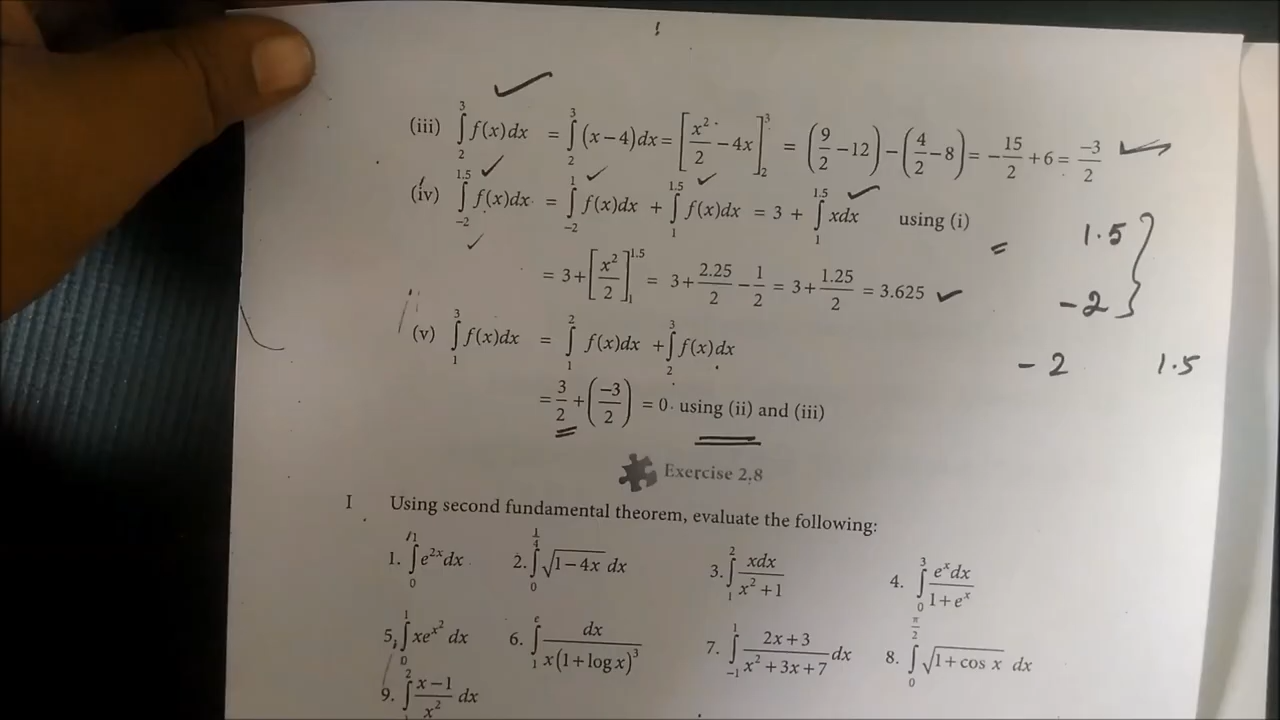 (iii) ∫₂³ f(x)dx = ∫₂³ (x−4)dx = [x²/2 − 4x]₂³ = (9/2 −12) − (4/2 −8) = −15/2 + 6 = −3/2
(iv) ∫₋₂^1.5 f(x)dx = ∫₋₂¹ f(x)dx + ∫₁^1.5 f(x)dx = 3 + ∫₁^1.5 xdx using (i)
= 1.5
= 3 + [x²/2]₁^1.5 = 3 + 2.25/2 − 1/2 = 3 + 1.25/2 = 3.625
−2
(v) ∫₁³ f(x)dx = ∫₁² f(x)dx + ∫₂³ f(x)dx
−2 1.5
= 3/2 + (−3/2) = 0 using (ii) and (iii)
Exercise 2.8
I Using second fundamental theorem, evaluate the following:
1. ∫₀¹ e^(2x) dx 2. ∫₀^(1/4) √(1−4x) dx 3. ∫₁² xdx/(x²+1) 4. ∫₀³ eˣdx/(1+eˣ)
5. ∫₀¹ xe^(x²) dx 6. ∫₁^e dx/(x(1+log x)³) 7. ∫₋₁¹ (2x+3)/(x²+3x+7) dx 8. ∫₀^(π/2) √(1+cos x) dx
9. ∫₁² (x−1)/x² dx